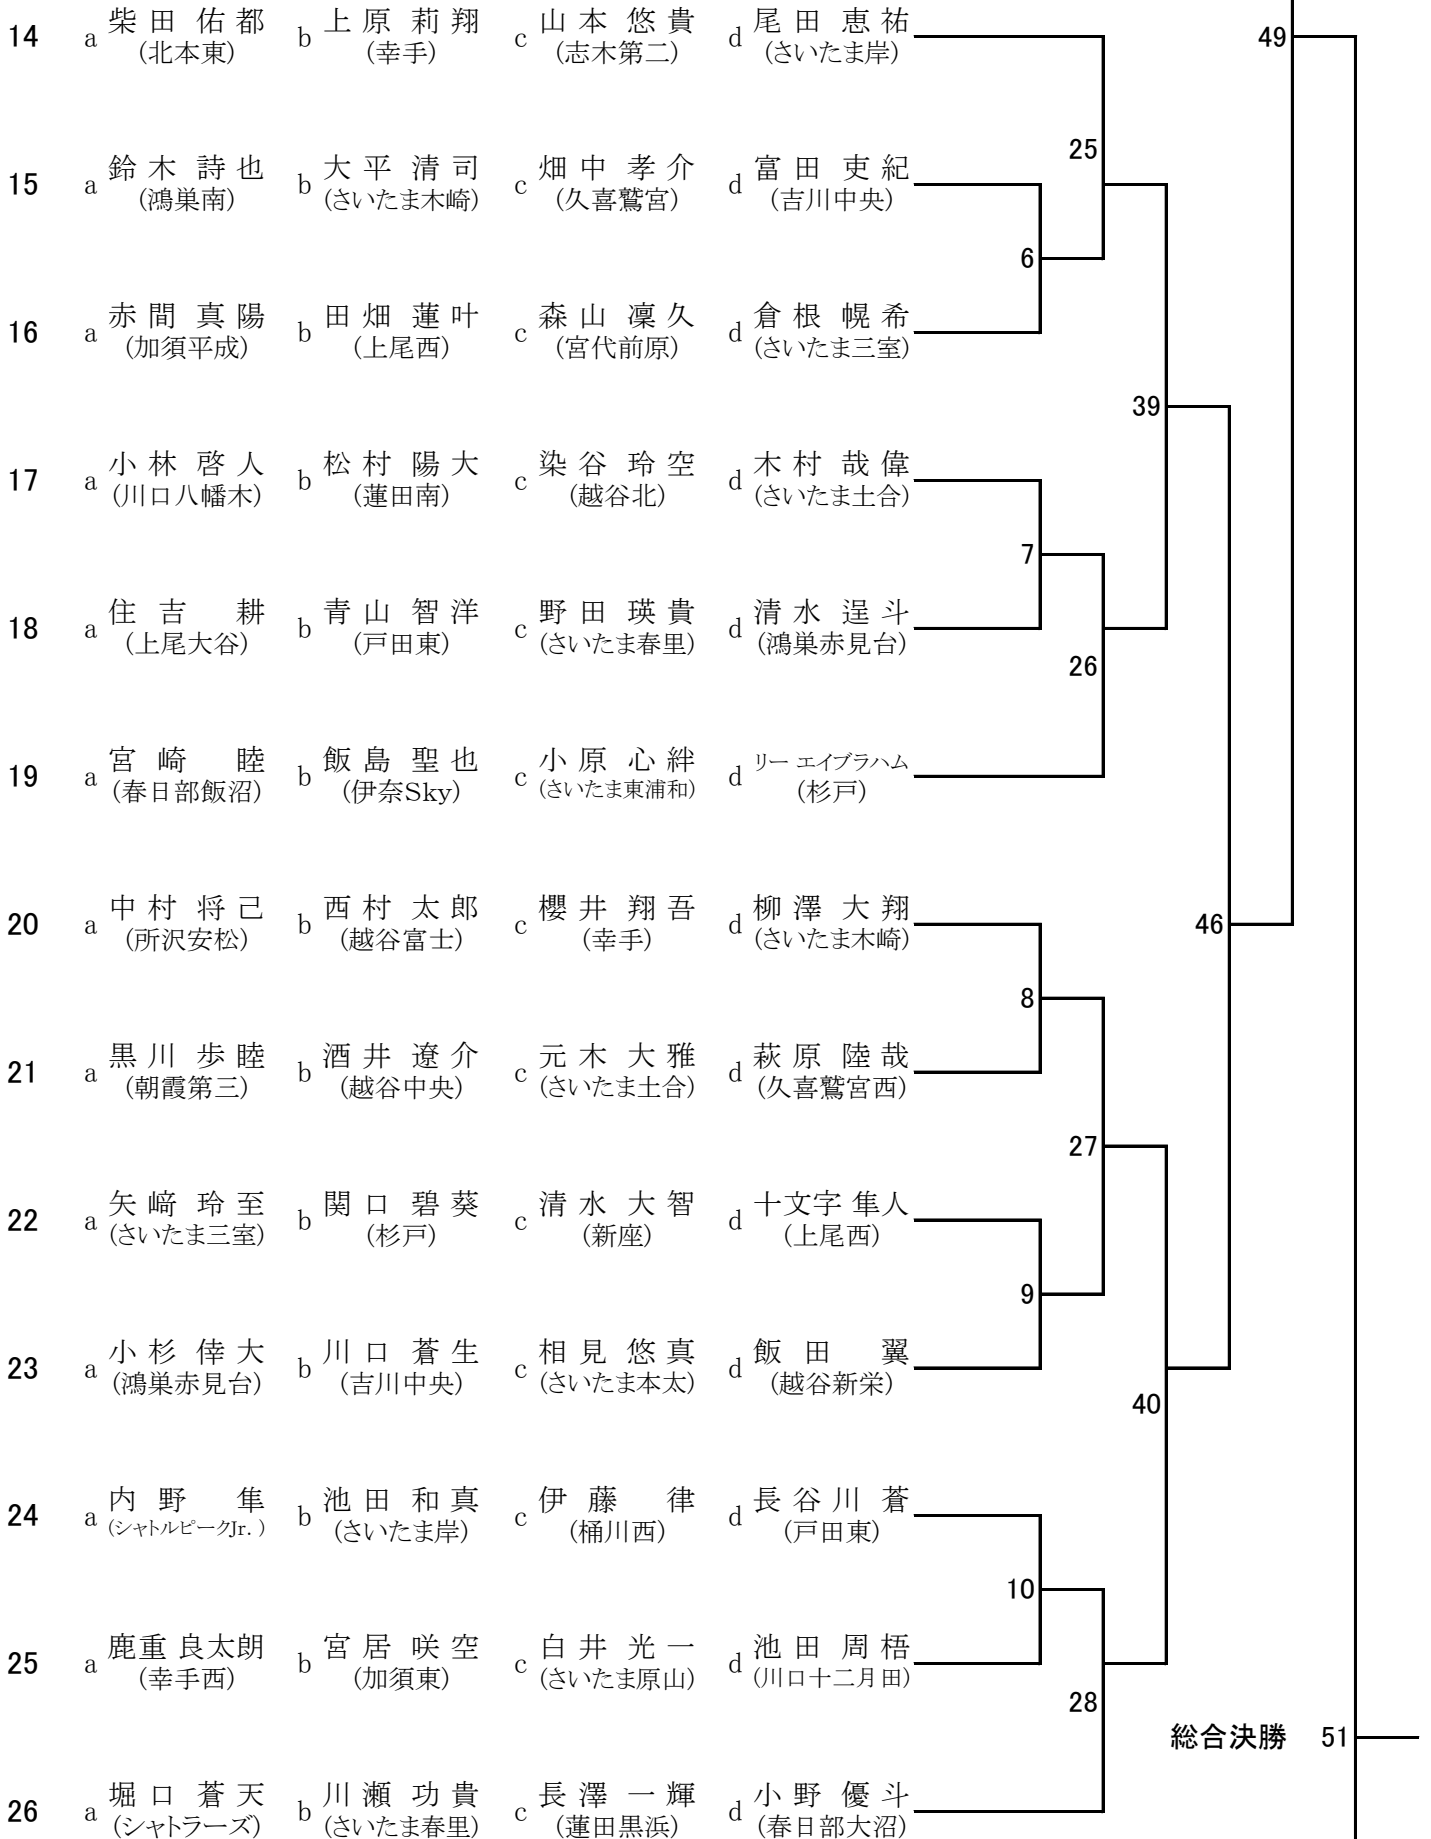 14 a 柴田 佑都 b 上原 莉翔 c 山本 悠貴 d 尾田 恵祐 49
(北本東) (幸手) (志木第二) (さいたま岸)
25
15 a 鈴木 詩也 b 大平 清司 c 畑中 孝介 d 富田 吏紀
(鴻巣南) (さいたま木崎) (久喜鷲宮) (吉川中央)
6
16 a 赤間 真陽 b 田畑 蓮叶 c 森山 凜久 d 倉根 幌希
(加須平成) (上尾西) (宮代前原) (さいたま三室)
39
17 a 小林 啓人 b 松村 陽大 c 染谷 玲空 d 木村 哉偉
(川口八幡木) (蓮田南) (越谷北) (さいたま土合)
7
18 a 住吉 耕 b 青山 智洋 c 野田 瑛貴 d 清水 逞斗
(上尾大谷) (戸田東) (さいたま春里) (鴻巣赤見台)
26
19 a 宮崎 睦 b 飯島 聖也 c 小原 心絆 d リー エイブラハム
(春日部飯沼) (伊奈Sky) (さいたま東浦和) (杉戸)
20 a 中村 将己 b 西村 太郎 c 櫻井 翔吾 d 柳澤 大翔 46
(所沢安松) (越谷富士) (幸手) (さいたま木崎)
8
21 a 黒川 歩睦 b 酒井 遼介 c 元木 大雅 d 萩原 陸哉
(朝霞第三) (越谷中央) (さいたま土合) (久喜鷲宮西)
27
22 a 矢﨑 玲至 b 関口 碧葵 c 清水 大智 d 十文字 隼人
(さいたま三室) (杉戸) (新座) (上尾西)
9
23 a 小杉 倖大 b 川口 蒼生 c 相見 悠真 d 飯田 翼
(鴻巣赤見台) (吉川中央) (さいたま本太) (越谷新栄)
40
24 a 内野 隼 b 池田 和真 c 伊藤 律 d 長谷川 蒼
(シャトルピークJr.) (さいたま岸) (桶川西) (戸田東)
10
25 a 鹿重 良太朗 b 宮居 咲空 c 白井 光一 d 池田 周梧
(幸手西) (加須東) (さいたま原山) (川口十二月田)
28
総合決勝 51
26 a 堀口 蒼天 b 川瀬 功貴 c 長澤 一輝 d 小野 優斗
(シャトラーズ) (さいたま春里) (蓮田黒浜) (春日部大沼)